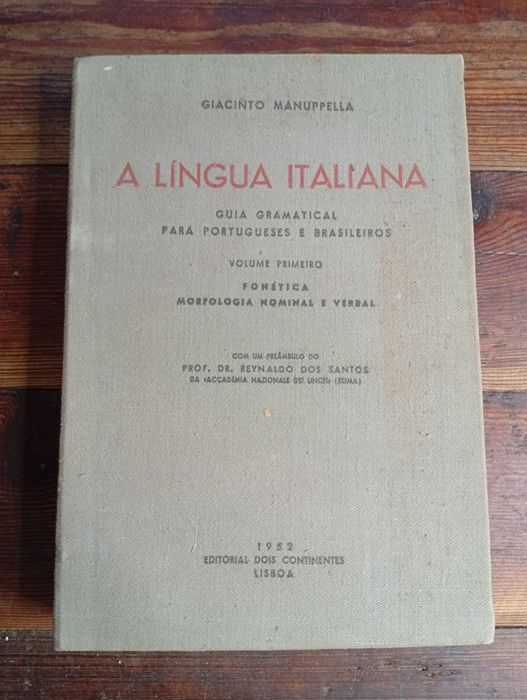 GIACINTO MANUPPELLA
A LÍNGUA ITALIANA
GUIA GRAMATICAL
PARA PORTUGUESES E BRASILEIROS
VOLUME PRIMEIRO
FONÉTICA
MORFOLOGIA NOMINAL E VERBAL
COM UM PREÂMBULO DO
PROF. DR. REYNALDO DOS SANTOS
DA «ACCADEMIA NAZIONALE DEI LINCEI» (ROMA)
1952
EDITORIAL DOIS CONTINENTES
LISBOA